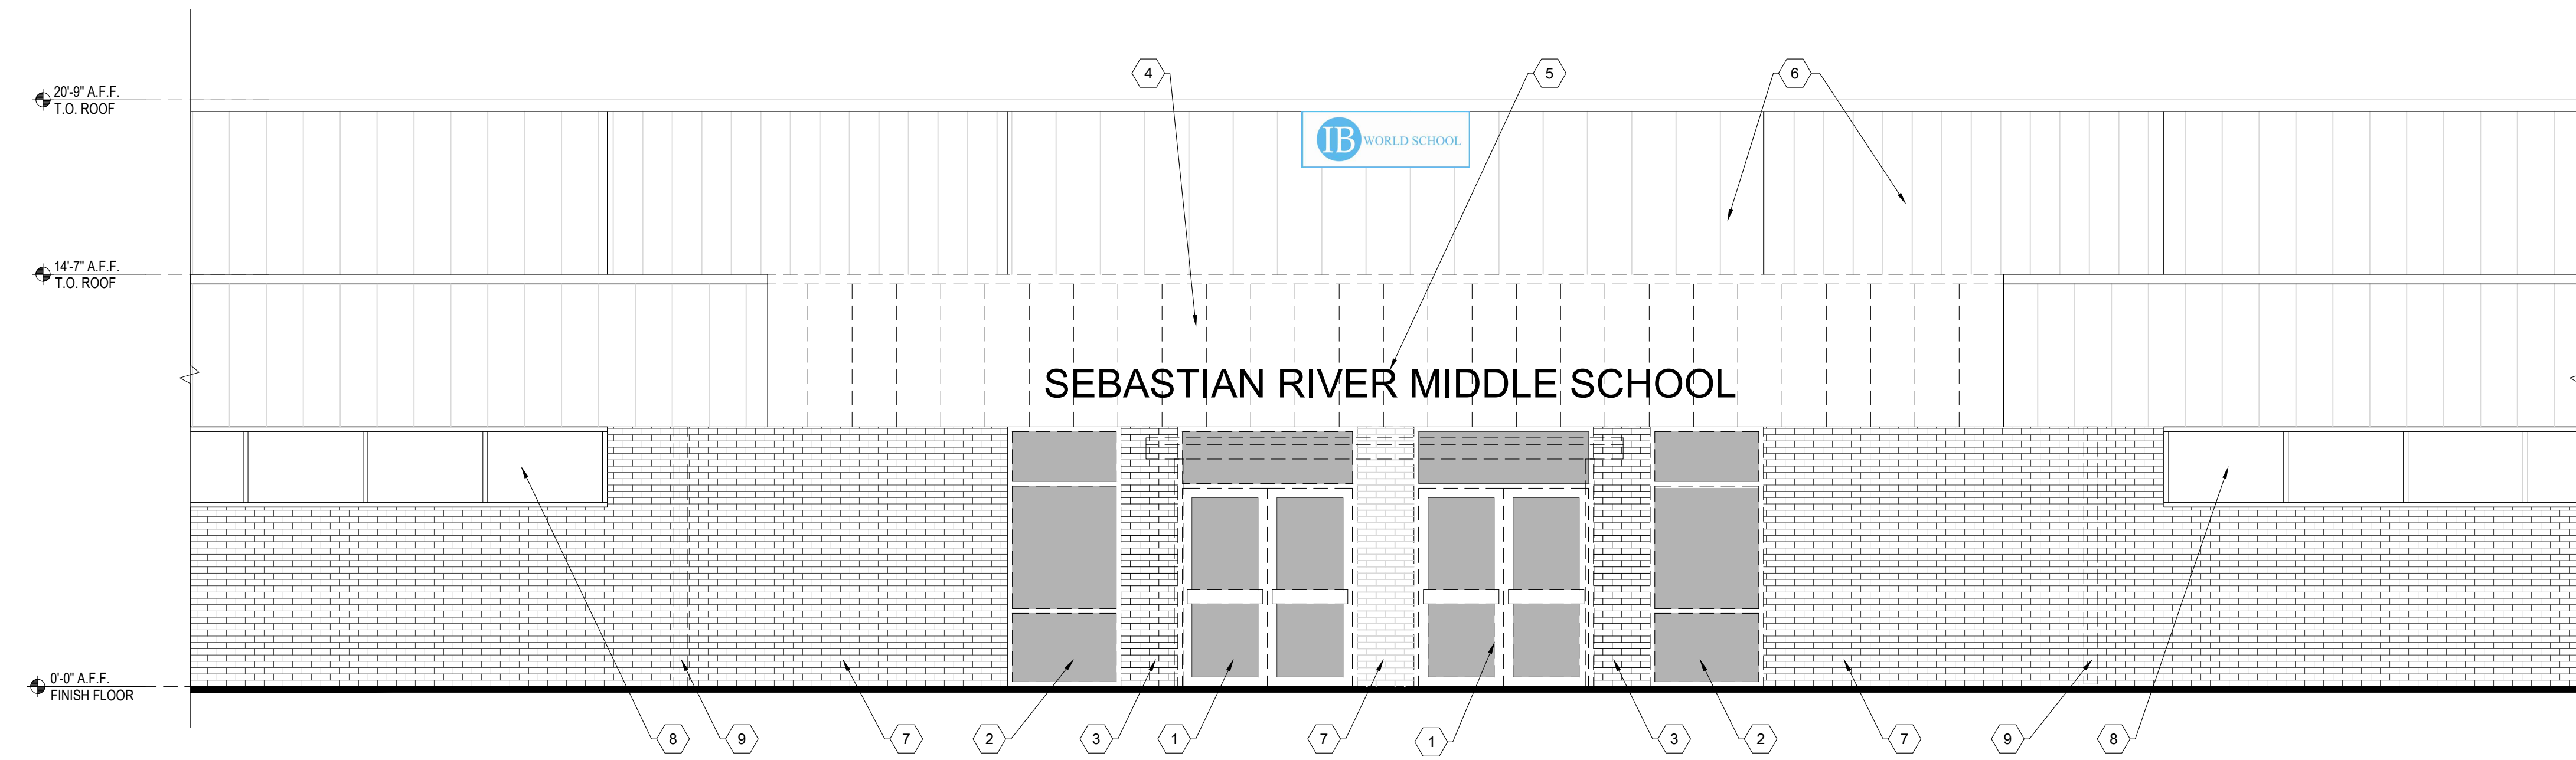 4
5
6
20'-9" A.F.F.
T.O. ROOF
IB WORLD SCHOOL
14'-7" A.F.F.
T.O. ROOF
SEBASTIAN RIVER MIDDLE SCHOOL
0'-0" A.F.F.
FINISH FLOOR
8 9 7 2 3 1 7 1 3 2 7 9 8